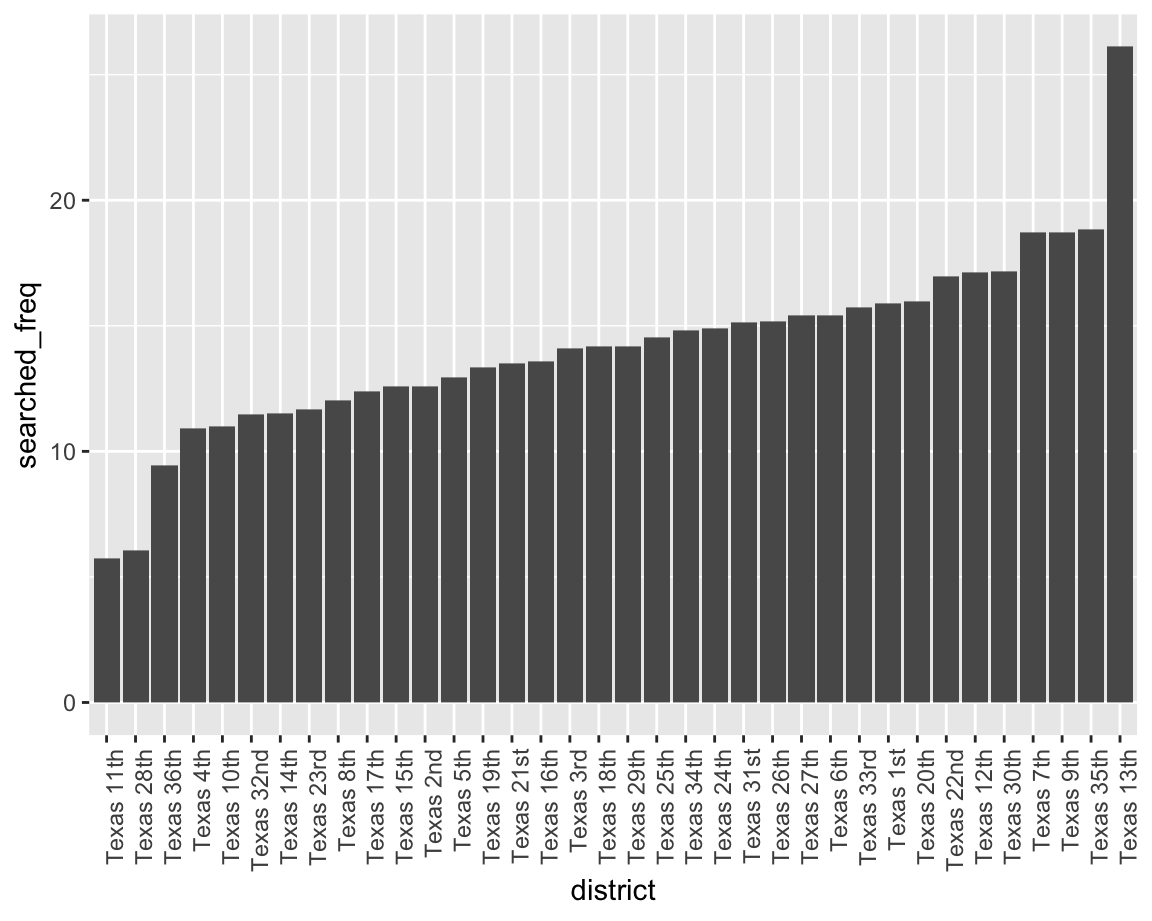 searched_freq
20
10
0
Texas 11th
Texas 28th
Texas 36th
Texas 4th
Texas 10th
Texas 32nd
Texas 14th
Texas 23rd
Texas 8th
Texas 17th
Texas 15th
Texas 2nd
Texas 5th
Texas 19th
Texas 21st
Texas 16th
Texas 3rd
Texas 18th
Texas 29th
Texas 25th
Texas 34th
Texas 24th
Texas 31st
Texas 26th
Texas 27th
Texas 6th
Texas 33rd
Texas 1st
Texas 20th
Texas 22nd
Texas 12th
Texas 30th
Texas 7th
Texas 9th
Texas 35th
Texas 13th
district